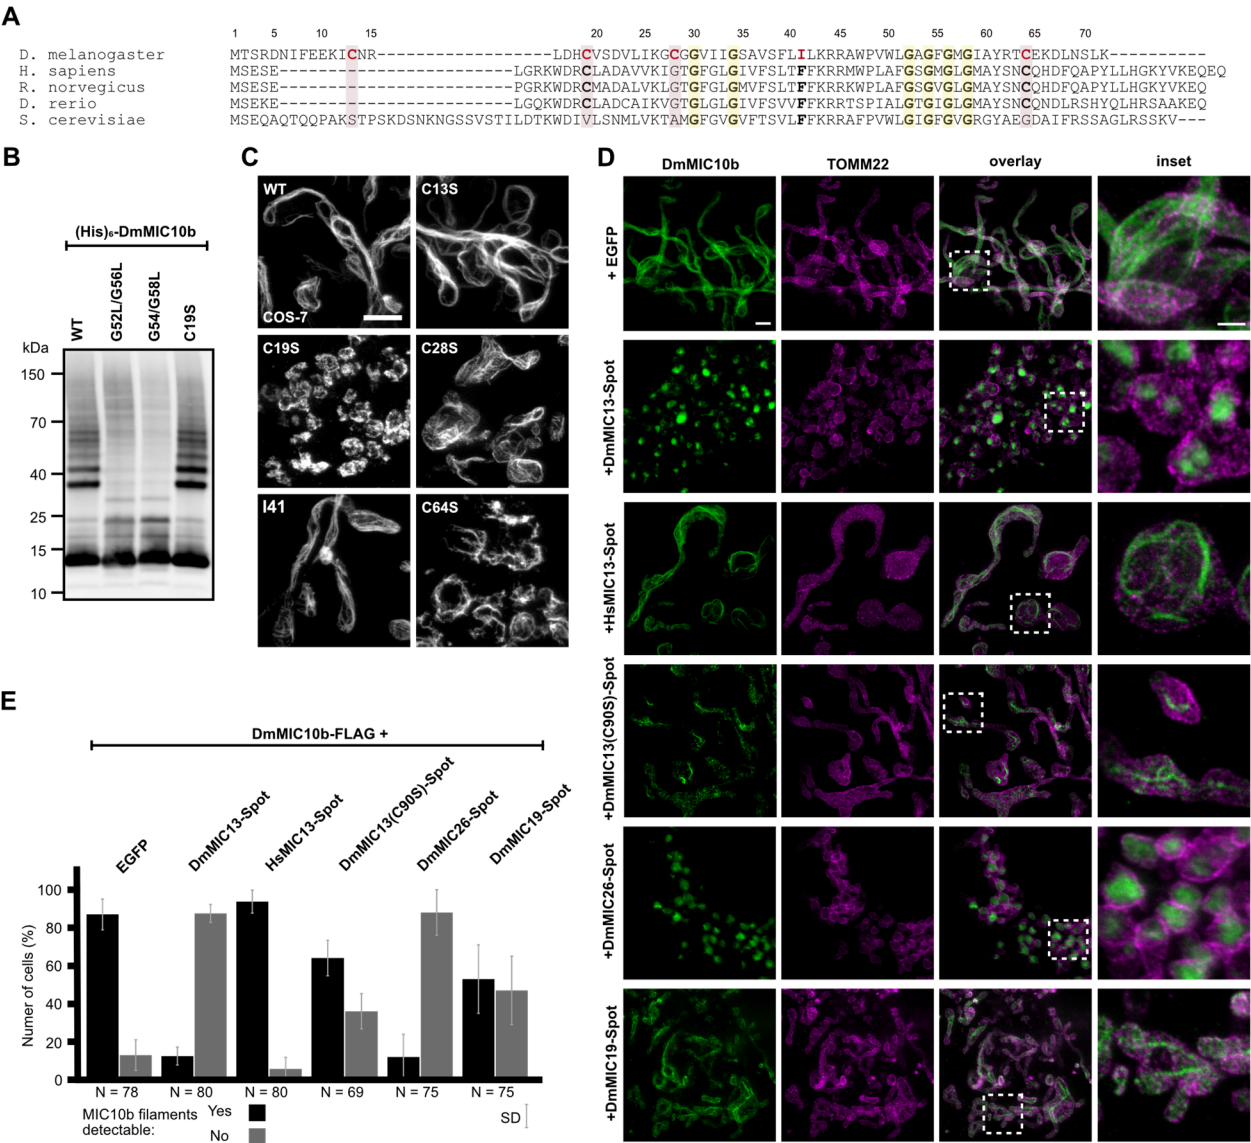 A
1 5 10 15 20 25 30 35 40 45 50 55 60 65 70
D. melanogaster MTSRDNIFEEKICNR------------------LDHCVSDVLIKGCGGVIIGSAVSFLILKRRAWPVWLGAGFGMGIAYRTCEKDLNSLK----------
H. sapiens MSESE------------------------LGRKWDRCLADAVVKIGTGFGLGIVFSLTFFKRRMWPLAFGSGMGLGMAYSNCQHDFQAPYLLHGKYVKEQEQ
R. norvegicus MSESE------------------------PGRKWDRCMADALVKIGTGFGLGMVFSLTFFKRRKWPLAFGSGVGLGMAYSNCQHDFQAPYLLHGKYVKEQ
D. rerio MSEKE------------------------LGQKWDRCLADCAIKVGTGLGLGIVFSVVFFKRRTSPIALGTGIGLGMAYSNCQNDLRSHYQLHRSAAKEQ
S. cerevisiae MSEQAQTQQPAKSTPSKDSNKNGSSVSTILDTKWDIVLSNMLVKTAMGFGVGVVFTSVLFFKRRAFPVWLGIGFGVGRGYAEGDAIFRSSAGLRSSKV---
B
(His)₆-DmMIC10b
WT
G52L/G56L
G54/G58L
C19S
kDa
150
70
40
25
15
10
C
WT
COS-7
C13S
C19S
C28S
I41
C64S
D
DmMIC10b TOMM22 overlay inset
+ EGFP
+DmMIC13-Spot
+HsMIC13-Spot
+DmMIC13(C90S)-Spot
+DmMIC26-Spot
+DmMIC19-Spot
E
DmMIC10b-FLAG +
EGFP
DmMIC13-Spot
HsMIC13-Spot
DmMIC13(C90S)-Spot
DmMIC26-Spot
DmMIC19-Spot
Numer of cells (%)
100
80
60
40
20
0
N = 78 N = 80 N = 80 N = 69 N = 75 N = 75
MIC10b filaments
detectable:
Yes
No
SD